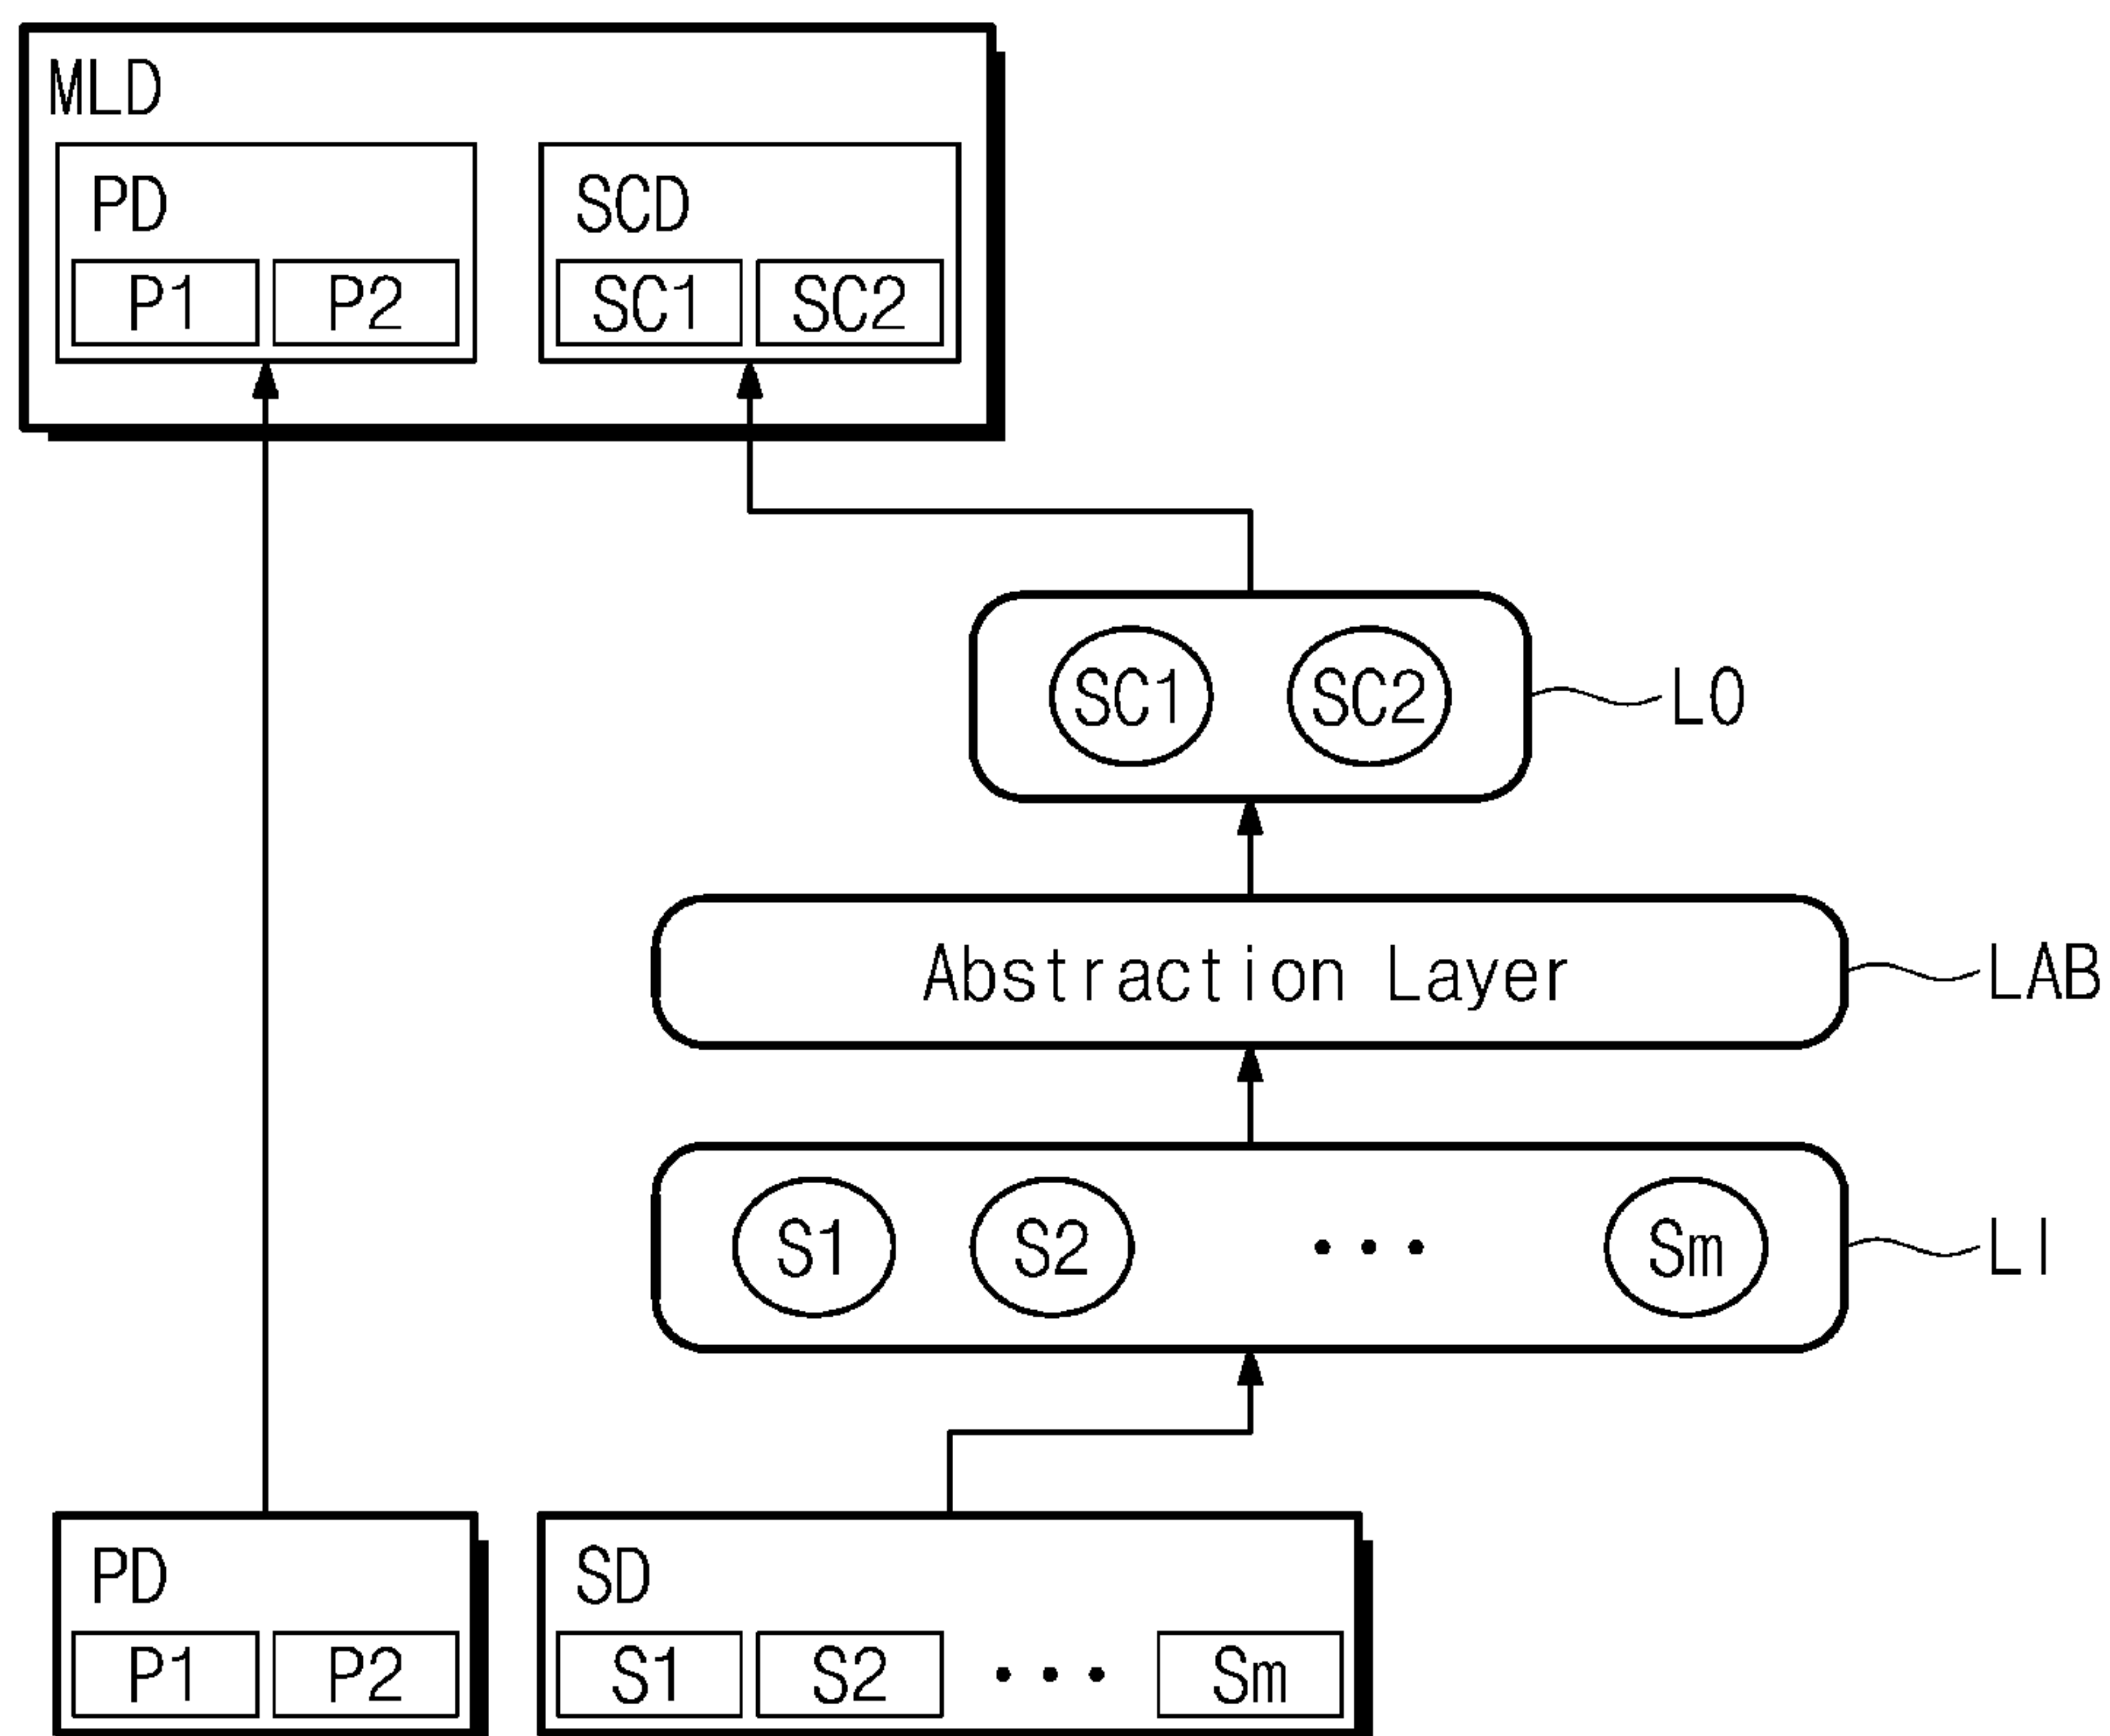 MLD
PD SCD
P1 P2 SC1 SC2
SC1 SC2 LO
Abstraction Layer LAB
S1 S2 ••• Sm LI
PD SD
P1 P2 S1 S2 ••• Sm